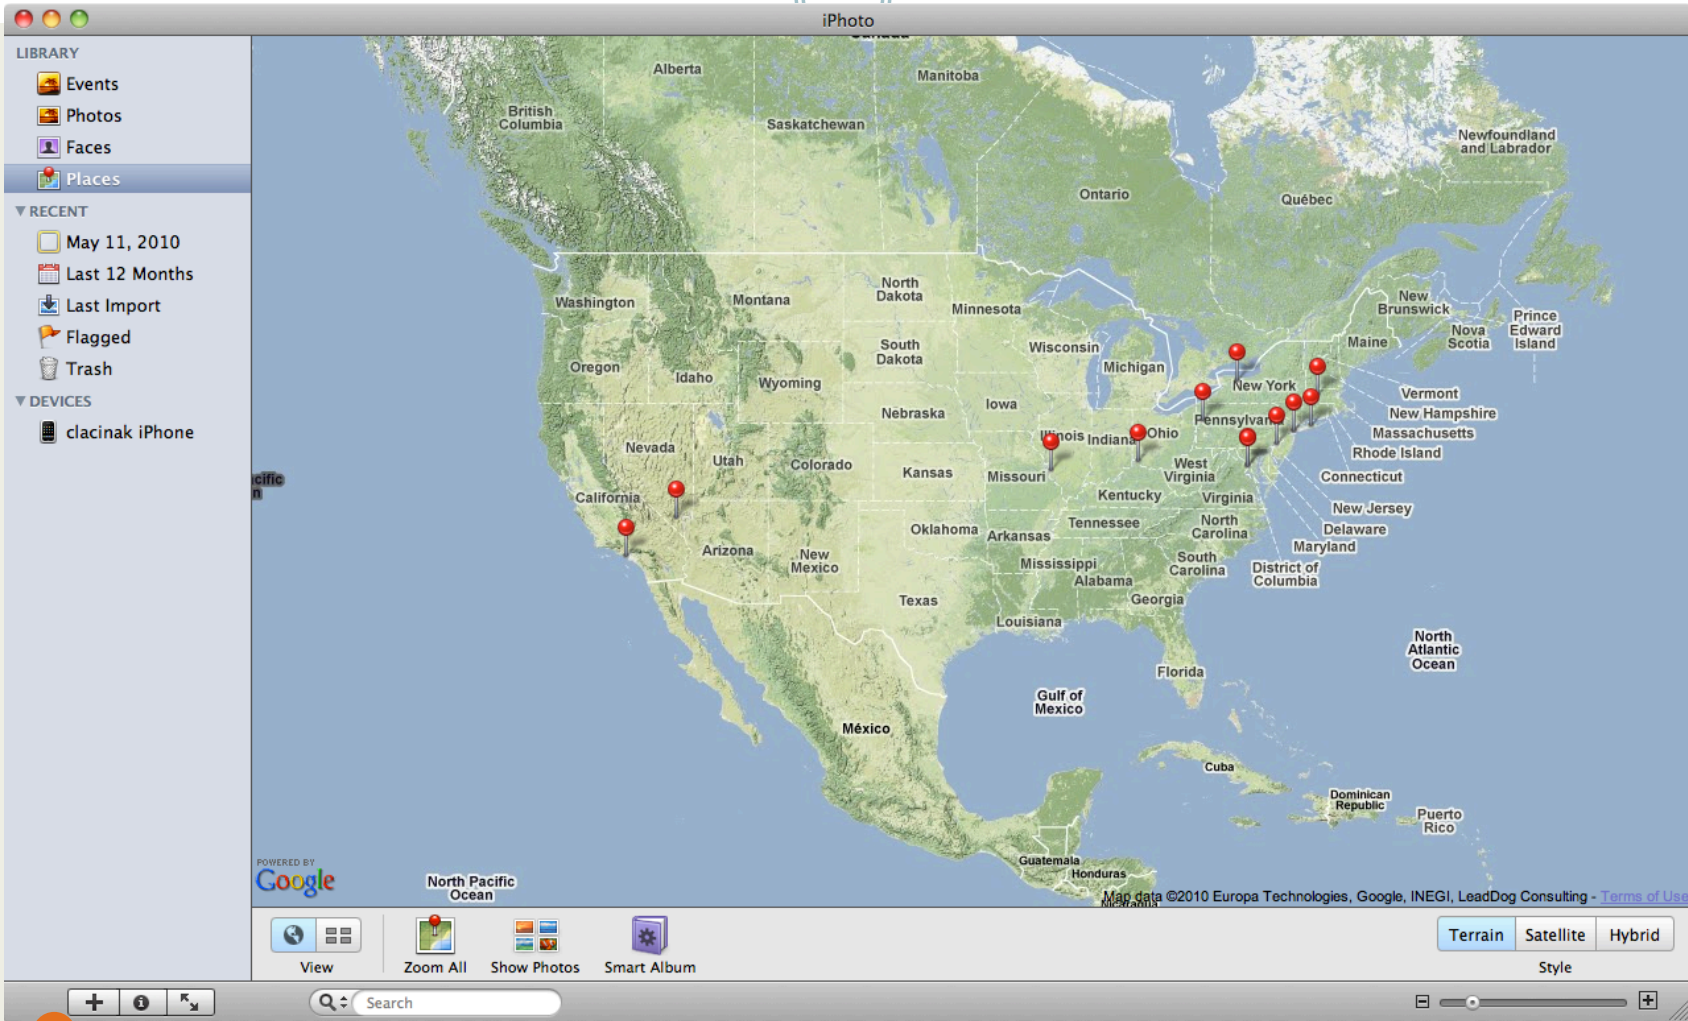 iPhoto
LIBRARY
Events
Photos
Faces
Places
RECENT
May 11, 2010
Last 12 Months
Last Import
Flagged
Trash
DEVICES
clacinak iPhone
Canada
Alberta
Manitoba
British
Columbia
Saskatchewan
Newfoundland
and Labrador
Ontario
Québec
Washington
Montana
North
Dakota
Minnesota
New
Brunswick
Nova
Scotia
Prince
Edward
Island
Maine
Oregon
Idaho
Wyoming
South
Dakota
Wisconsin
Michigan
New York
Vermont
New Hampshire
Massachusetts
Rhode Island
Connecticut
Nebraska
Iowa
Illinois
Indiana
Ohio
Pennsylvania
Nevada
Utah
Colorado
Kansas
Missouri
West
Virginia
Kentucky
Virginia
New Jersey
Delaware
Maryland
District of
Columbia
California
Arizona
New
Mexico
Oklahoma
Arkansas
Tennessee
North
Carolina
South
Carolina
Mississippi
Alabama
Georgia
Texas
Louisiana
Florida
North
Atlantic
Ocean
Gulf of
Mexico
México
Cuba
Dominican
Republic
Puerto
Rico
Guatemala
Honduras
Nicaragua
cific
n
POWERED BY
Google
North Pacific
Ocean
Map data ©2010 Europa Technologies, Google, INEGI, LeadDog Consulting - Terms of Use
View
Zoom All
Show Photos
Smart Album
Terrain
Satellite
Hybrid
Style
Search